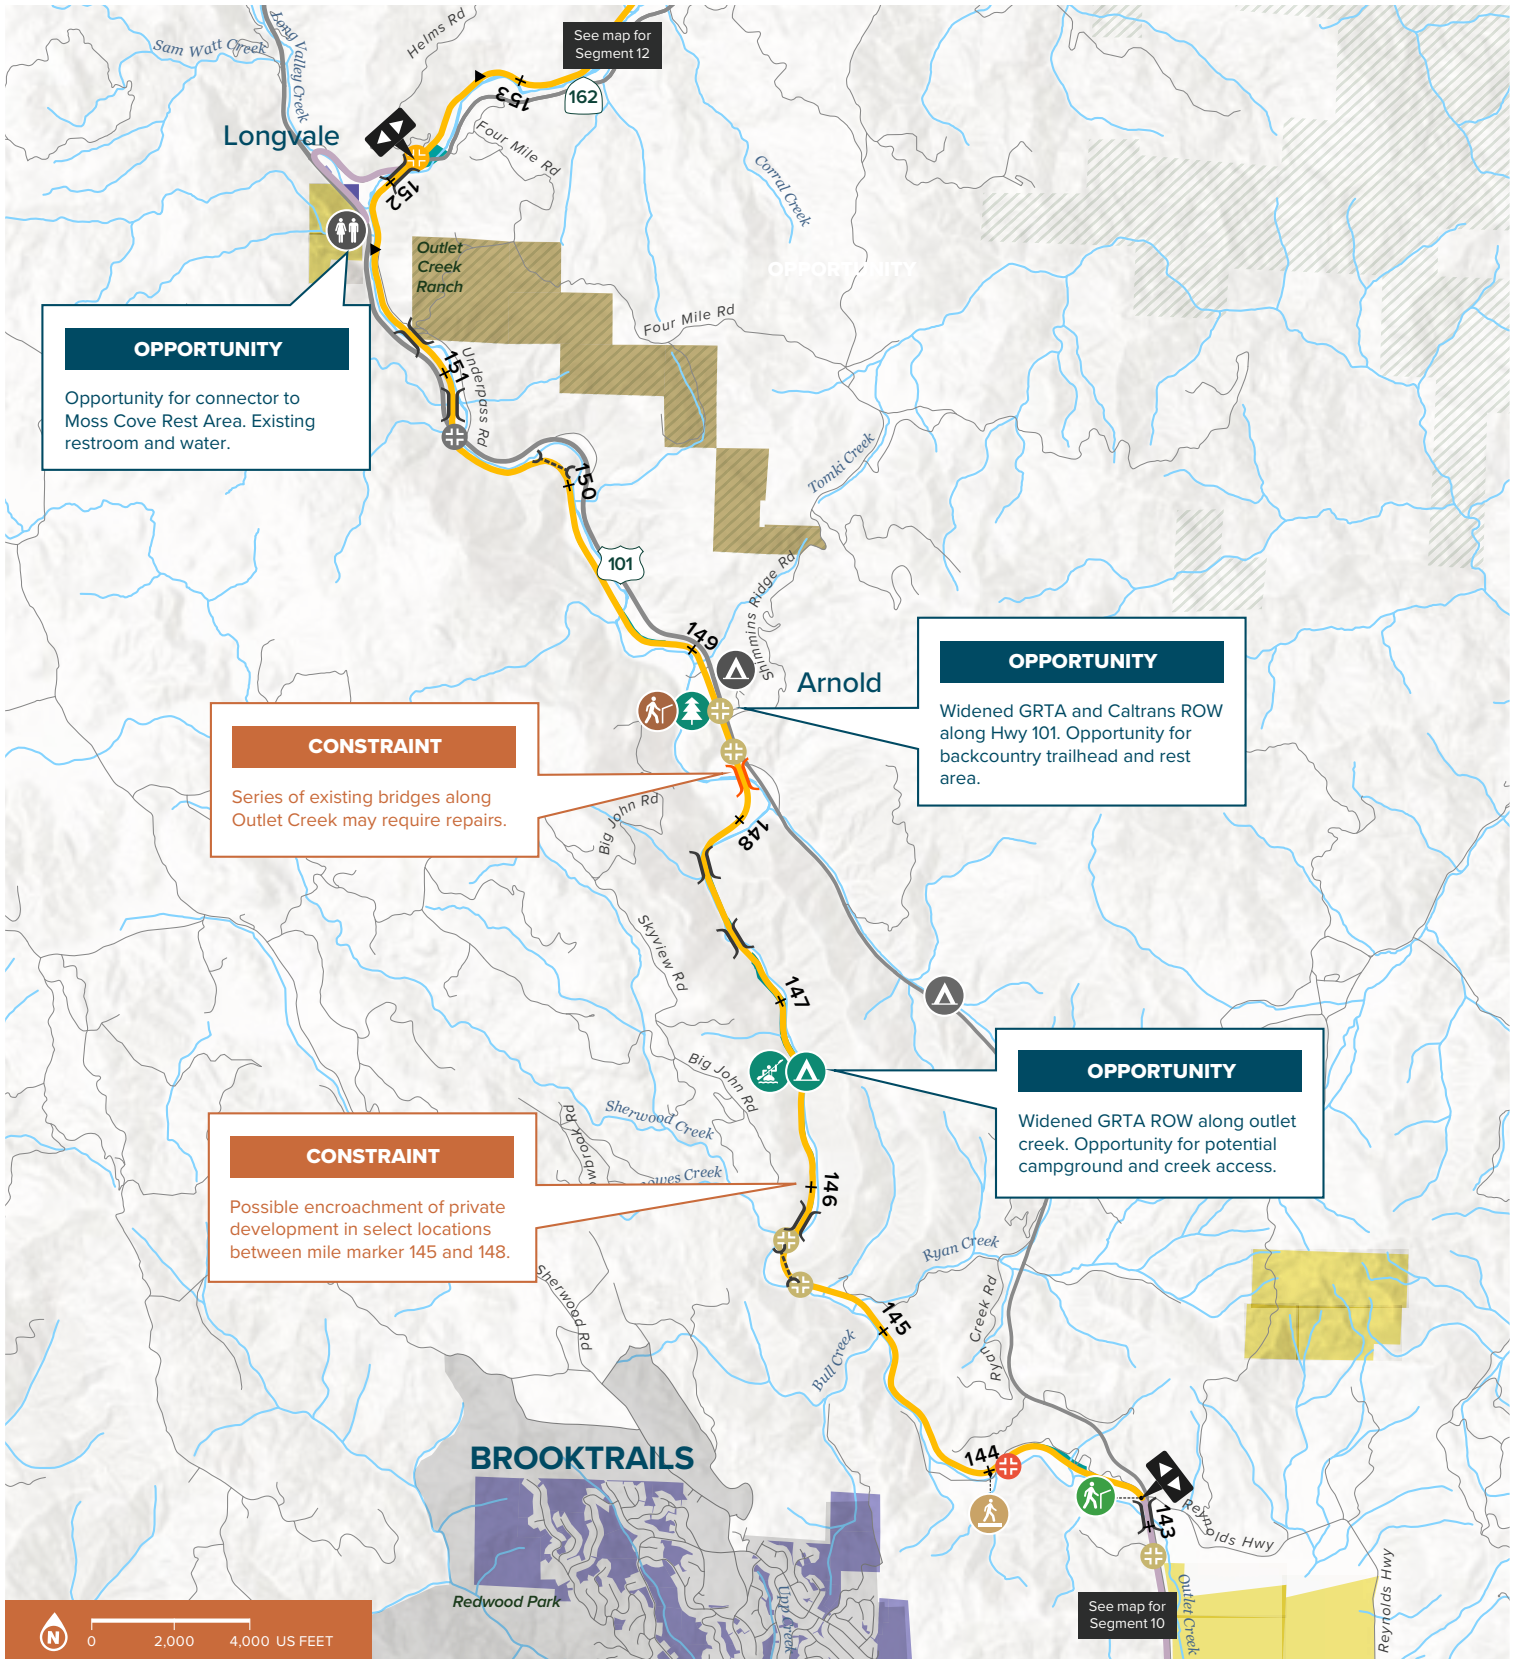 See map for
Segment 12
Helms Rd
Sam Watt Creek
Long Valley Creek
162
153
Longvale
Four Mile Rd
152
Corral Creek
Outlet
Creek
Ranch
OPPORTUNITY
Four Mile Rd
OPPORTUNITY
Opportunity for connector to
Moss Cove Rest Area. Existing
restroom and water.
151
Underpass Rd
150
Tomki Creek
101
Shimmins Ridge Rd
149
Arnold
OPPORTUNITY
Widened GRTA and Caltrans ROW
along Hwy 101. Opportunity for
backcountry trailhead and rest
area.
CONSTRAINT
Series of existing bridges along
Outlet Creek may require repairs.
Big John Rd
148
Skyview Rd
147
Big John Rd
OPPORTUNITY
Widened GRTA ROW along outlet
creek. Opportunity for potential
campground and creek access.
Sherwood Creek
CONSTRAINT
Possible encroachment of private
development in select locations
between mile marker 145 and 148.
wbrook Rd
owes Creek
146
Ryan Creek
Sherwood Rd
Ryan Creek Rd
145
Bull Creek
BROOKTRAILS
144
143
Reynolds Hwy
Redwood Park
Upp Creek
See map for
Segment 10
Outlet Creek
Reynolds Hwy
N
0 2,000 4,000 US FEET